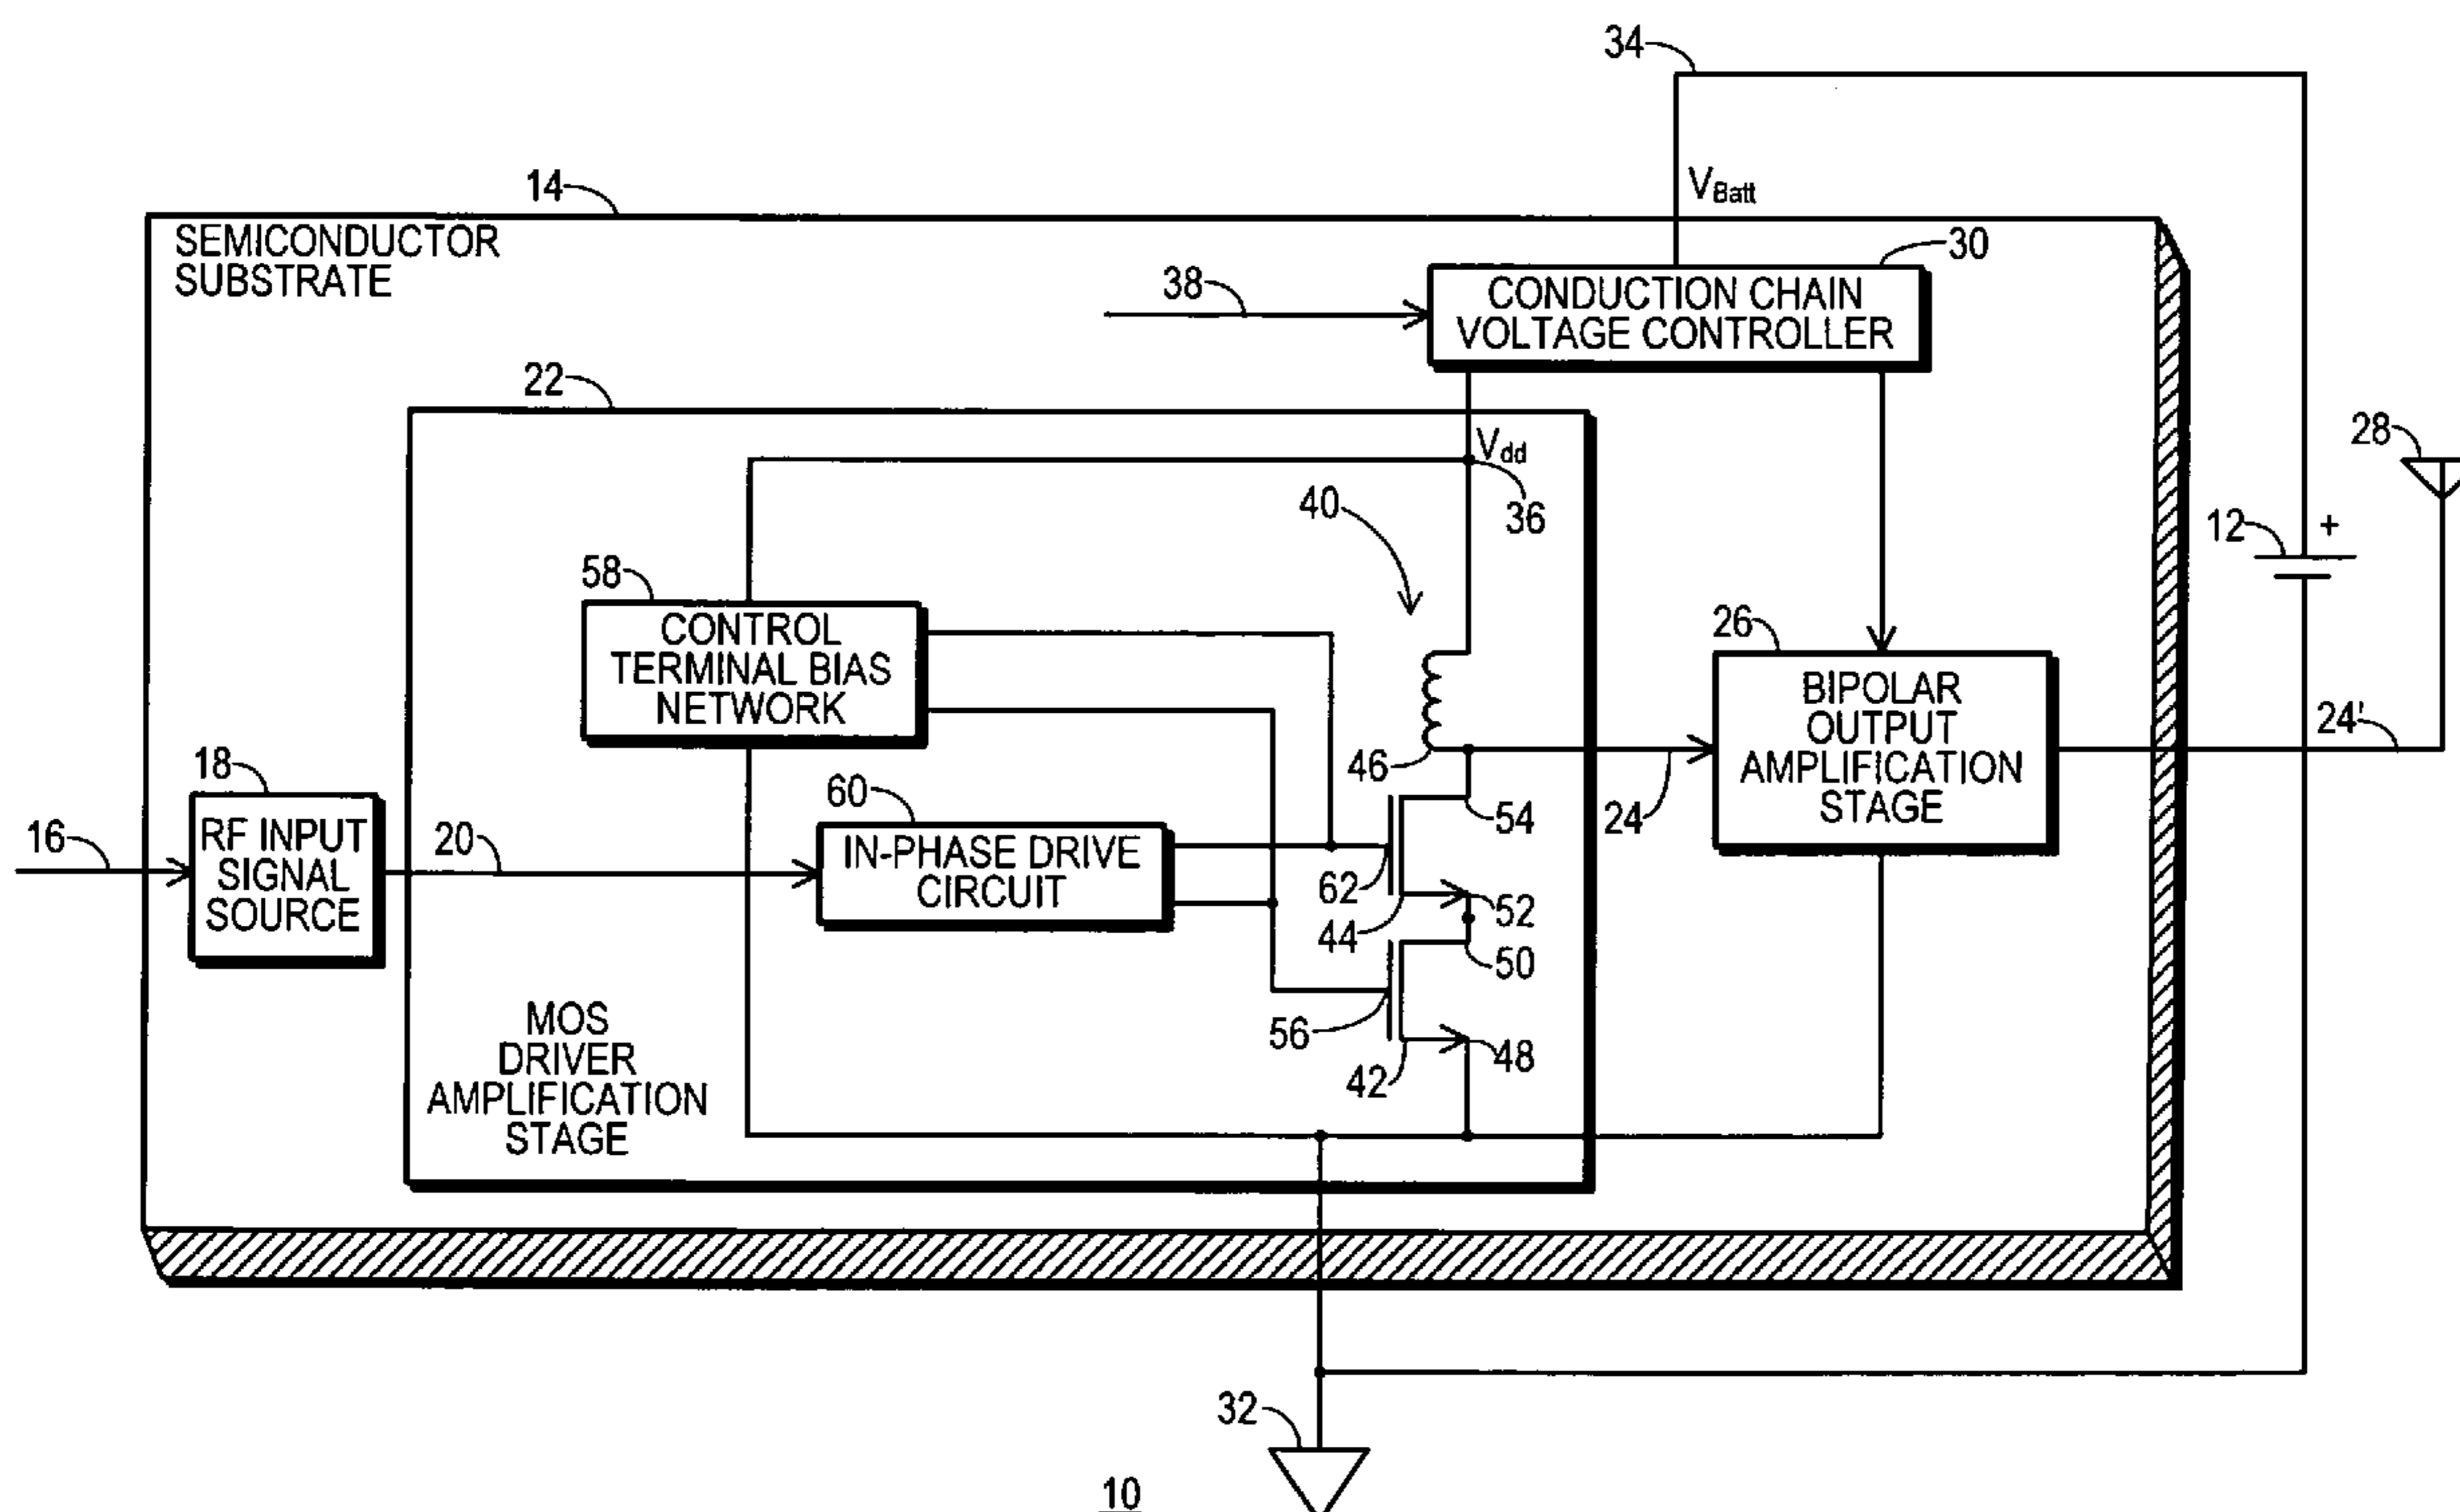 34
V_Batt
14
SEMICONDUCTOR
SUBSTRATE
30
38
CONDUCTION CHAIN
VOLTAGE CONTROLLER
22
V_dd
28
40
36
12
+
58
CONTROL
TERMINAL BIAS
NETWORK
26
BIPOLAR
OUTPUT
AMPLIFICATION
STAGE
24'
18
46
60
54
24
16
RF INPUT
SIGNAL
SOURCE
20
IN-PHASE DRIVE
CIRCUIT
62
52
44
50
MOS
DRIVER
AMPLIFICATION
STAGE
56
48
42
32
10